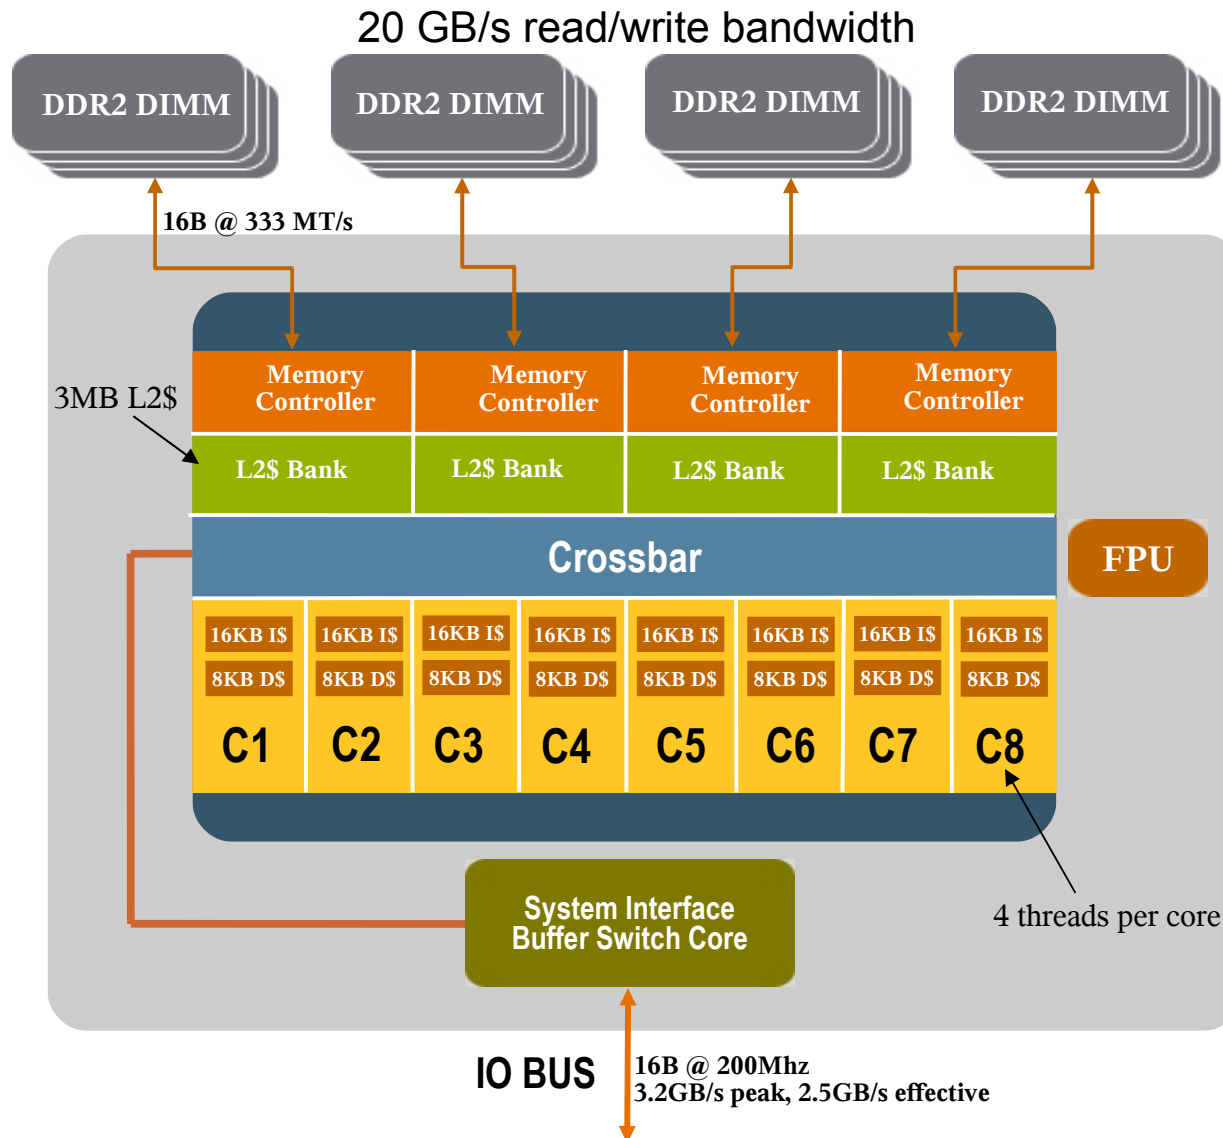 20 GB/s read/write bandwidth
DDR2 DIMM
DDR2 DIMM
DDR2 DIMM
DDR2 DIMM
16B @ 333 MT/s
3MB L2$
Memory
Controller
Memory
Controller
Memory
Controller
Memory
Controller
L2$ Bank
L2$ Bank
L2$ Bank
L2$ Bank
Crossbar
FPU
16KB I$
16KB I$
16KB I$
16KB I$
16KB I$
16KB I$
16KB I$
16KB I$
8KB D$
8KB D$
8KB D$
8KB D$
8KB D$
8KB D$
8KB D$
8KB D$
C1
C2
C3
C4
C5
C6
C7
C8
4 threads per core
System Interface
Buffer Switch Core
IO BUS
16B @ 200Mhz
3.2GB/s peak, 2.5GB/s effective